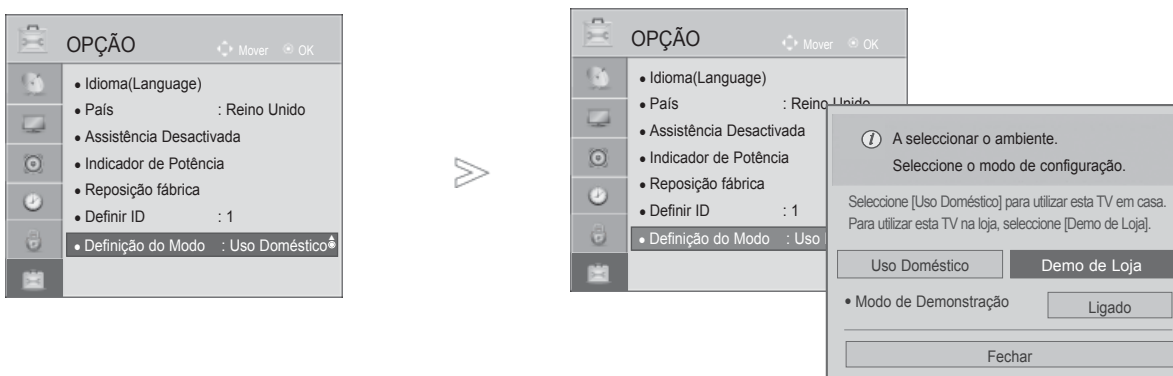 OPÇÃO
Mover OK
• Idioma(Language)
• País : Reino Unido
• Assistência Desactivada
• Indicador de Potência
• Reposição fábrica
• Definir ID : 1
• Definição do Modo : Uso Doméstico
OPÇÃO
Mover OK
• Idioma(Language)
• País : Reino Unido
• Assistência Desactivada
• Indicador de Potência
• Reposição fábrica
• Definir ID : 1
• Definição do Modo : Uso
A seleccionar o ambiente.
Seleccione o modo de configuração.
Seleccione [Uso Doméstico] para utilizar esta TV em casa.
Para utilizar esta TV na loja, seleccione [Demo de Loja].
Uso Doméstico Demo de Loja
• Modo de Demonstração Ligado
Fechar